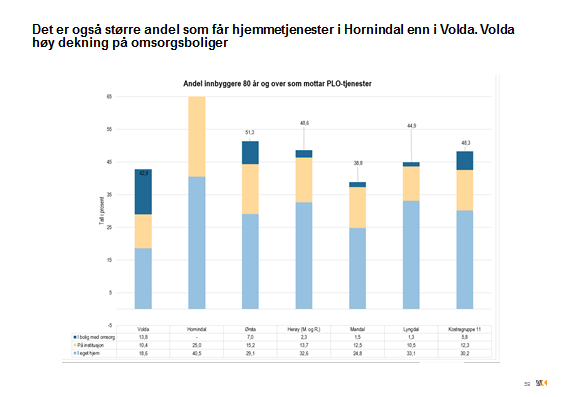 Det er også større andel som får hjemmetjenester i Hornindal enn i Volda. Volda
høy dekning på omsorgsboliger
Andel innbyggere 80 år og over som mottar PLO-tjenester
Tall i prosent
65
55
45
35
25
15
5
-5
42,8
51,3
48,6
38,8
44,9
48,3
Volda Hornindal Ørsta Herøy (M. og R.) Mandal Lyngdal Kostragruppe 11
I bolig med omsorg 13,8 - 7,0 2,3 1,5 1,3 5,8
På institusjon 10,4 25,0 15,2 13,7 12,5 10,5 12,3
I eget hjem 18,6 40,5 29,1 32,6 24,8 33,1 30,2